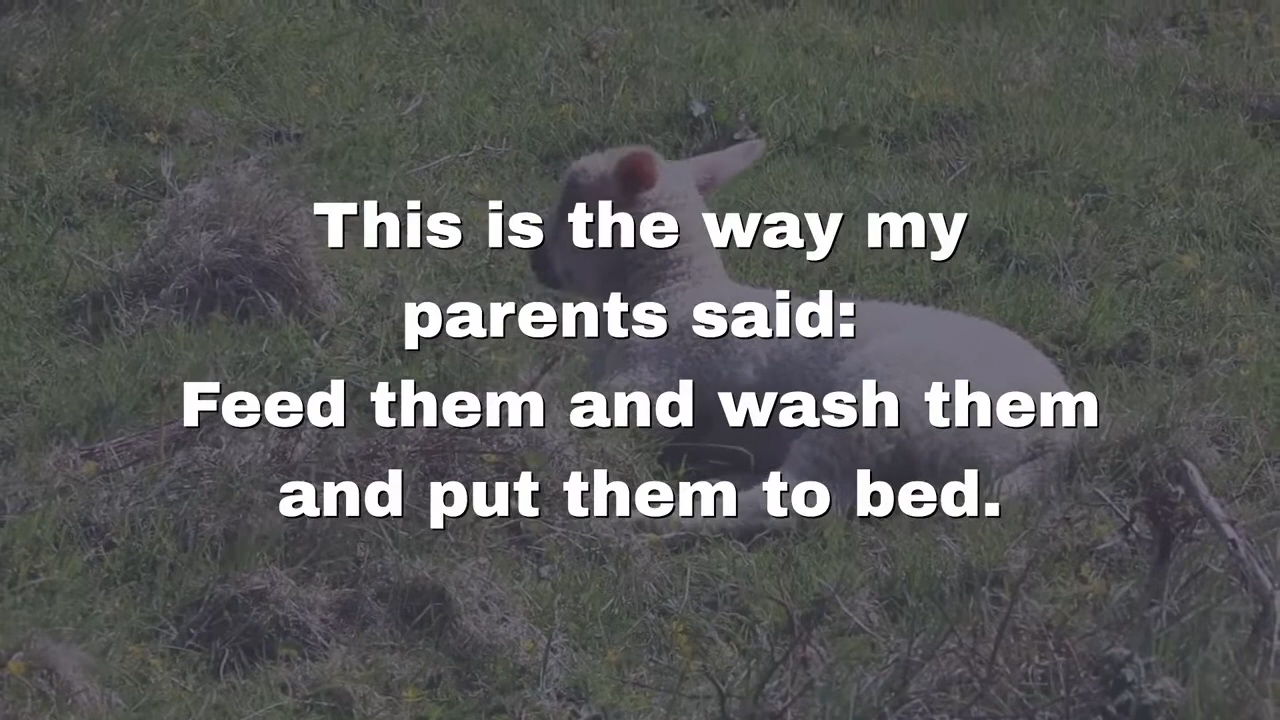 This is the way my
parents said:
Feed them and wash them
and put them to bed.